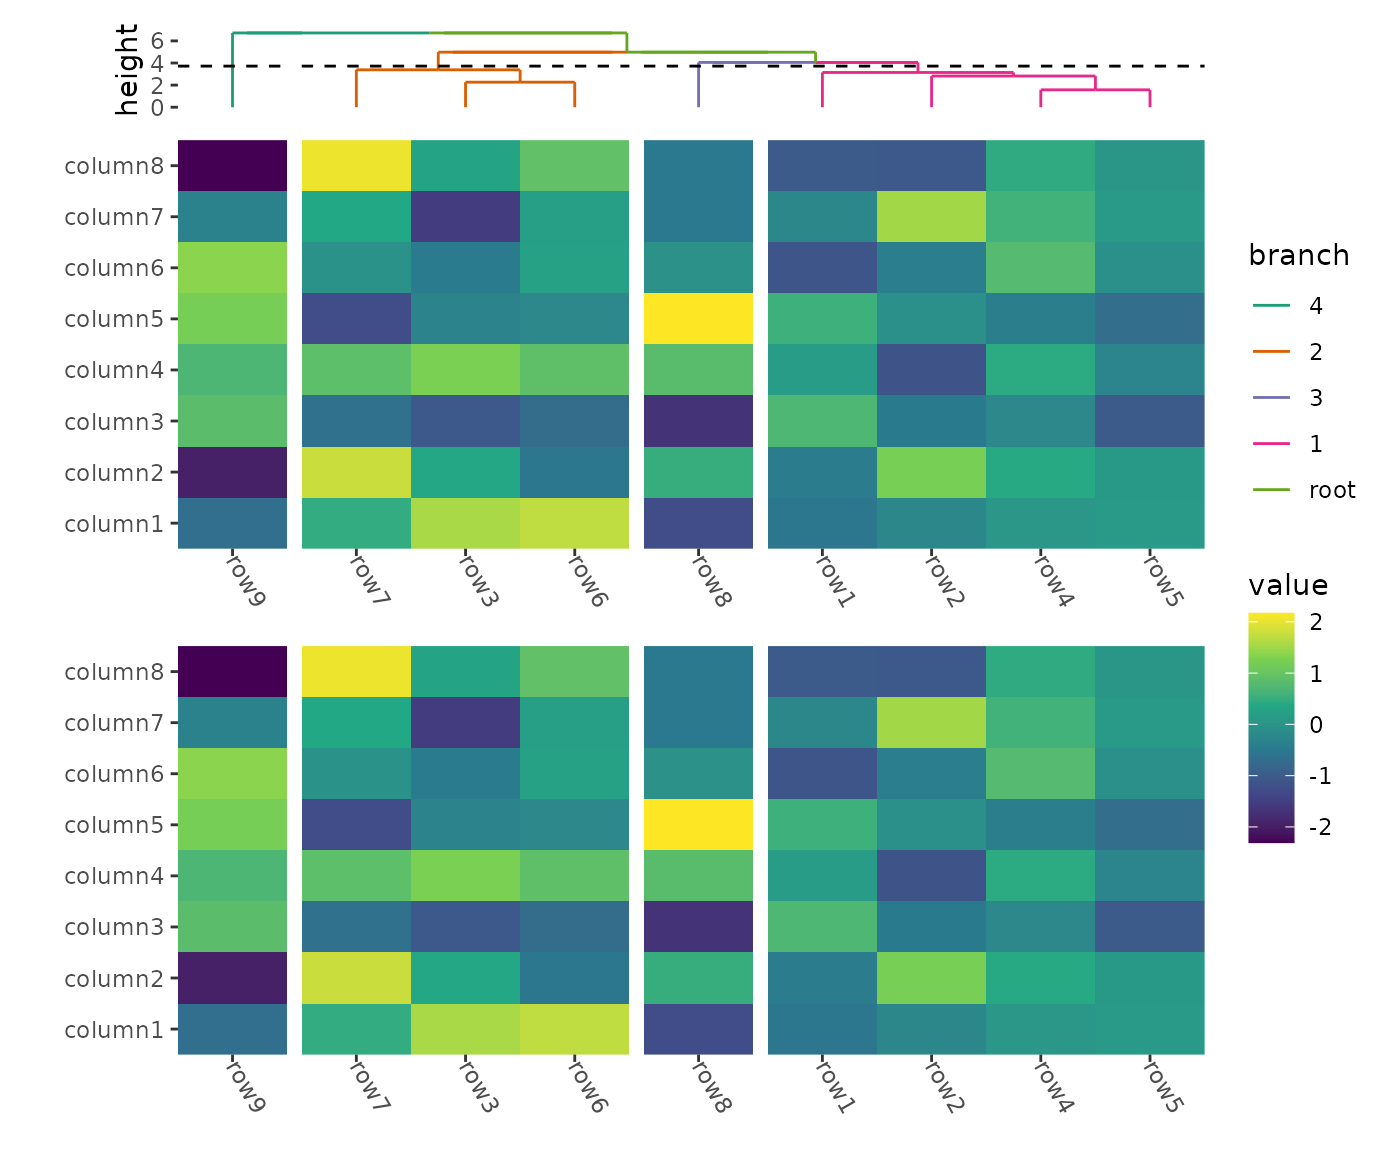 height
6
4
2
0
column8
column7
column6
column5
column4
column3
column2
column1
row9 row7 row3 row6 row8 row1 row2 row4 row5
column8
column7
column6
column5
column4
column3
column2
column1
row9 row7 row3 row6 row8 row1 row2 row4 row5
branch
4
2
3
1
root
value
2
1
0
-1
-2